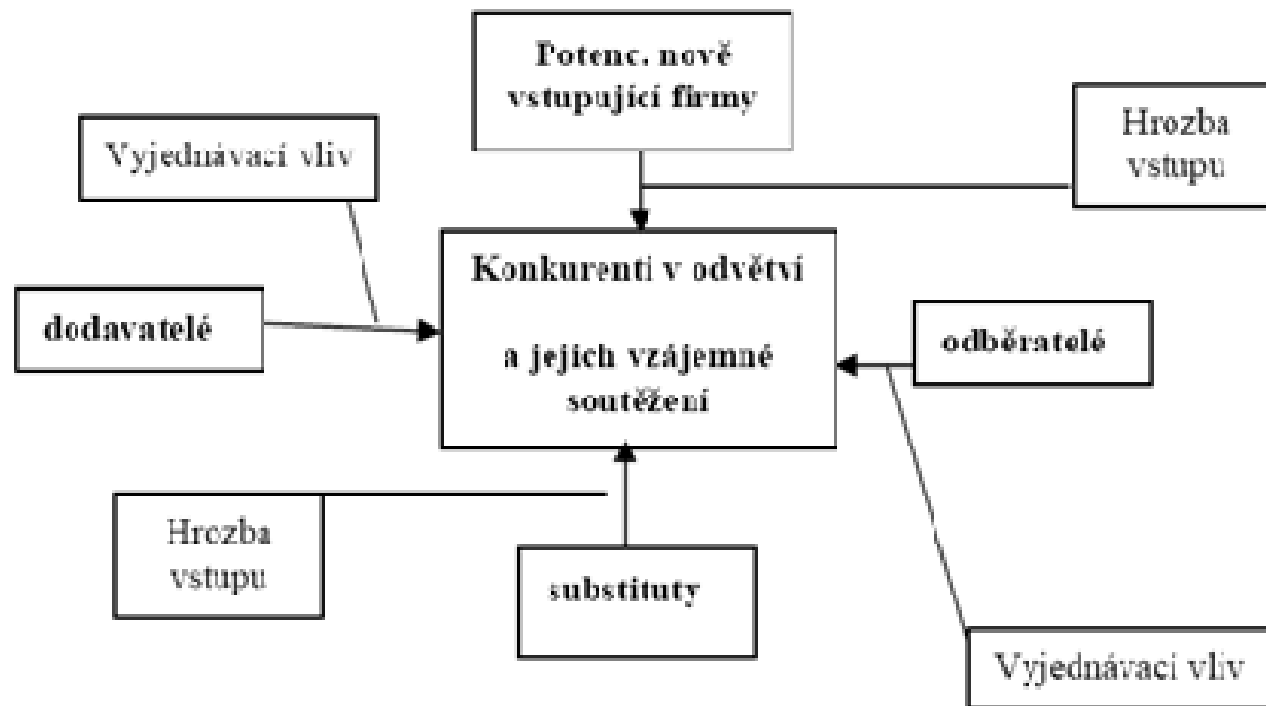 Potenc. nově
vstupující firmy
Hrozba
vstupu
Vyjednávací vliv
Konkurenti v odvětví
a jejich vzájemné
soutěžení
dodavatelé
odběratelé
Hrozba
vstupu
substituty
Vyjednávací vliv